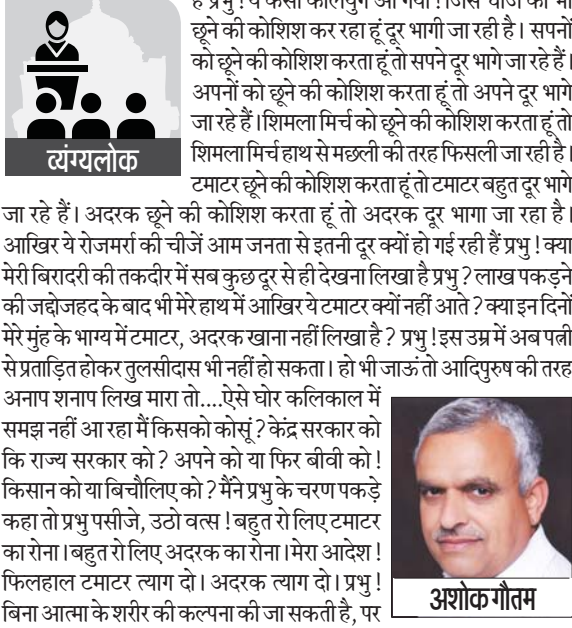 हे प्रभु ! ये कैसा कलियुग आ गया ! जिस चीज को भी
छूने की कोशिश कर रहा हूं दूर भागी जा रही है। सपनों
को छूने की कोशिश करता हूं तो सपने दूर भागे जा रहे हैं।
अपनों को छूने की कोशिश करता हूं तो अपने दूर भागे
जा रहे हैं।शिमला मिर्च को छूने की कोशिश करता हूं तो
शिमला मिर्च हाथ से मछली की तरह फिसली जा रही है।
टमाटर छूने की कोशिश करता हूं तो टमाटर बहुत दूर भागे
जा रहे हैं। अदरक छूने की कोशिश करता हूं तो अदरक दूर भागा जा रहा है।
आखिर ये रोजमर्रा की चीजें आम जनता से इतनी दूर क्यों हो गई रही हैं प्रभु ! क्या
मेरी बिरादरी की तकदीर में सब कुछ दूर से ही देखना लिखा है प्रभु ? लाख पकड़ने
की जद्दोजहद के बाद भी मेरे हाथ में आखिर ये टमाटर क्यों नहीं आते ? क्या इन दिनों
मेरे मुंह के भाग्य में टमाटर, अदरक खाना नहीं लिखा है ? प्रभु ! इस उम्र में अब पत्नी
से प्रताड़ित होकर तुलसीदास भी नहीं हो सकता। हो भी जाऊं तो आदिपुरुष की तरह
अनाप शनाप लिख मारा तो....ऐसे घोर कलिकाल में
समझ नहीं आ रहा मैं किसको कोसूं ? केंद्र सरकार को
कि राज्य सरकार को ? अपने को या फिर बीवी को !
किसान को या बिचौलिए को ? मैंने प्रभु के चरण पकड़े
कहा तो प्रभु पसीजे, उठो वत्स ! बहुत रो लिए टमाटर
का रोना। बहुत रो लिए अदरक का रोना। मेरा आदेश !
फिलहाल टमाटर त्याग दो। अदरक त्याग दो। प्रभु !
बिना आत्मा के शरीर की कल्पना की जा सकती है, पर
व्यंग्यलोक
अशोक गौतम